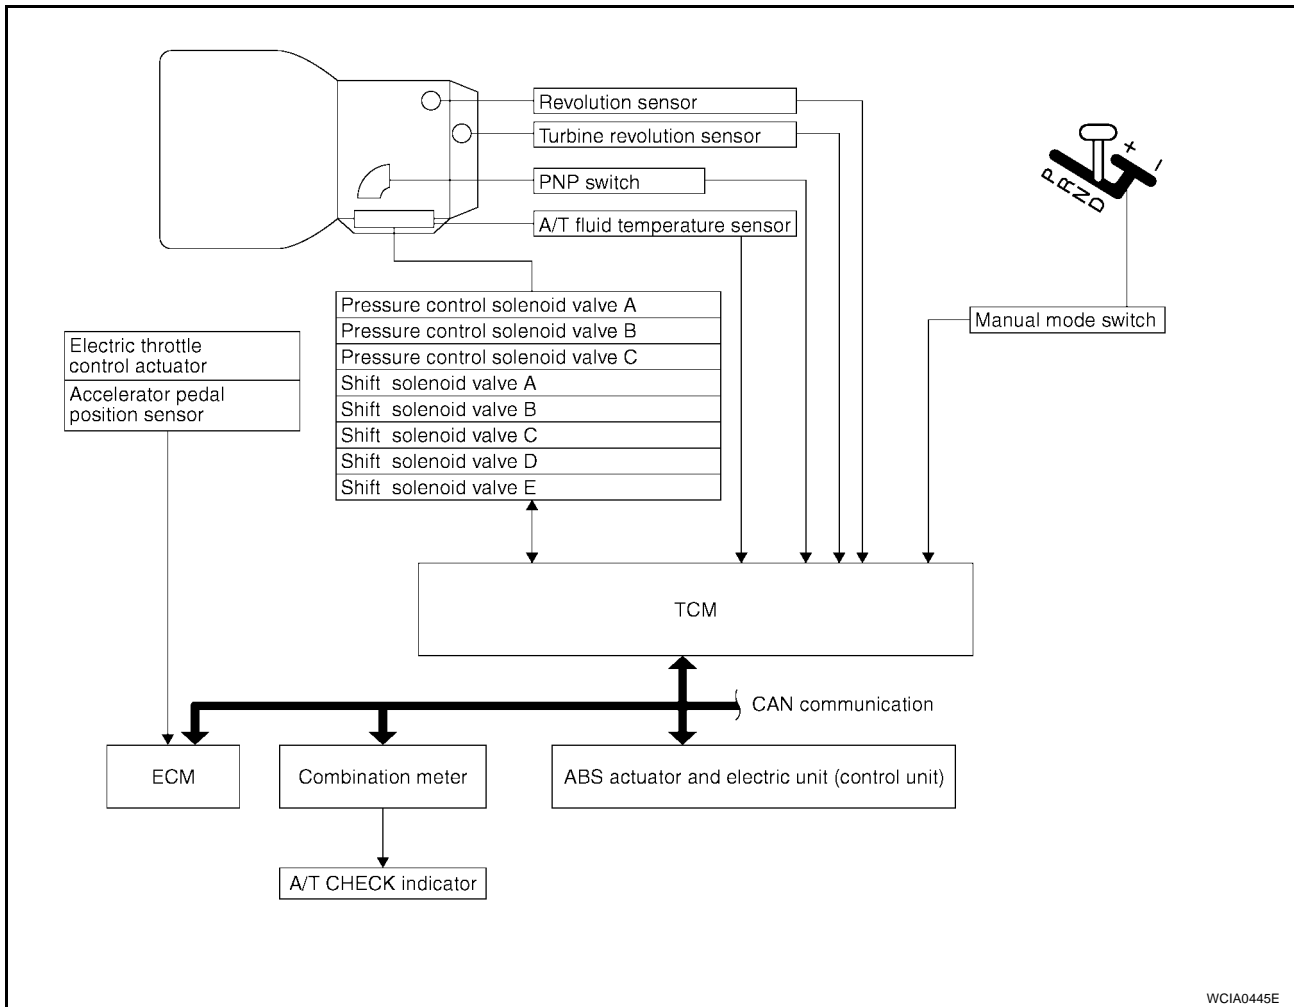 Revolution sensor
Turbine revolution sensor
PNP switch
A/T fluid temperature sensor
+
–
P
R
N
D
Pressure control solenoid valve A
Pressure control solenoid valve B
Pressure control solenoid valve C
Shift solenoid valve A
Shift solenoid valve B
Shift solenoid valve C
Shift solenoid valve D
Shift solenoid valve E
Manual mode switch
Electric throttle
control actuator
Accelerator pedal
position sensor
TCM
CAN communication
ECM
Combination meter
ABS actuator and electric unit (control unit)
A/T CHECK indicator
WCIA0445E